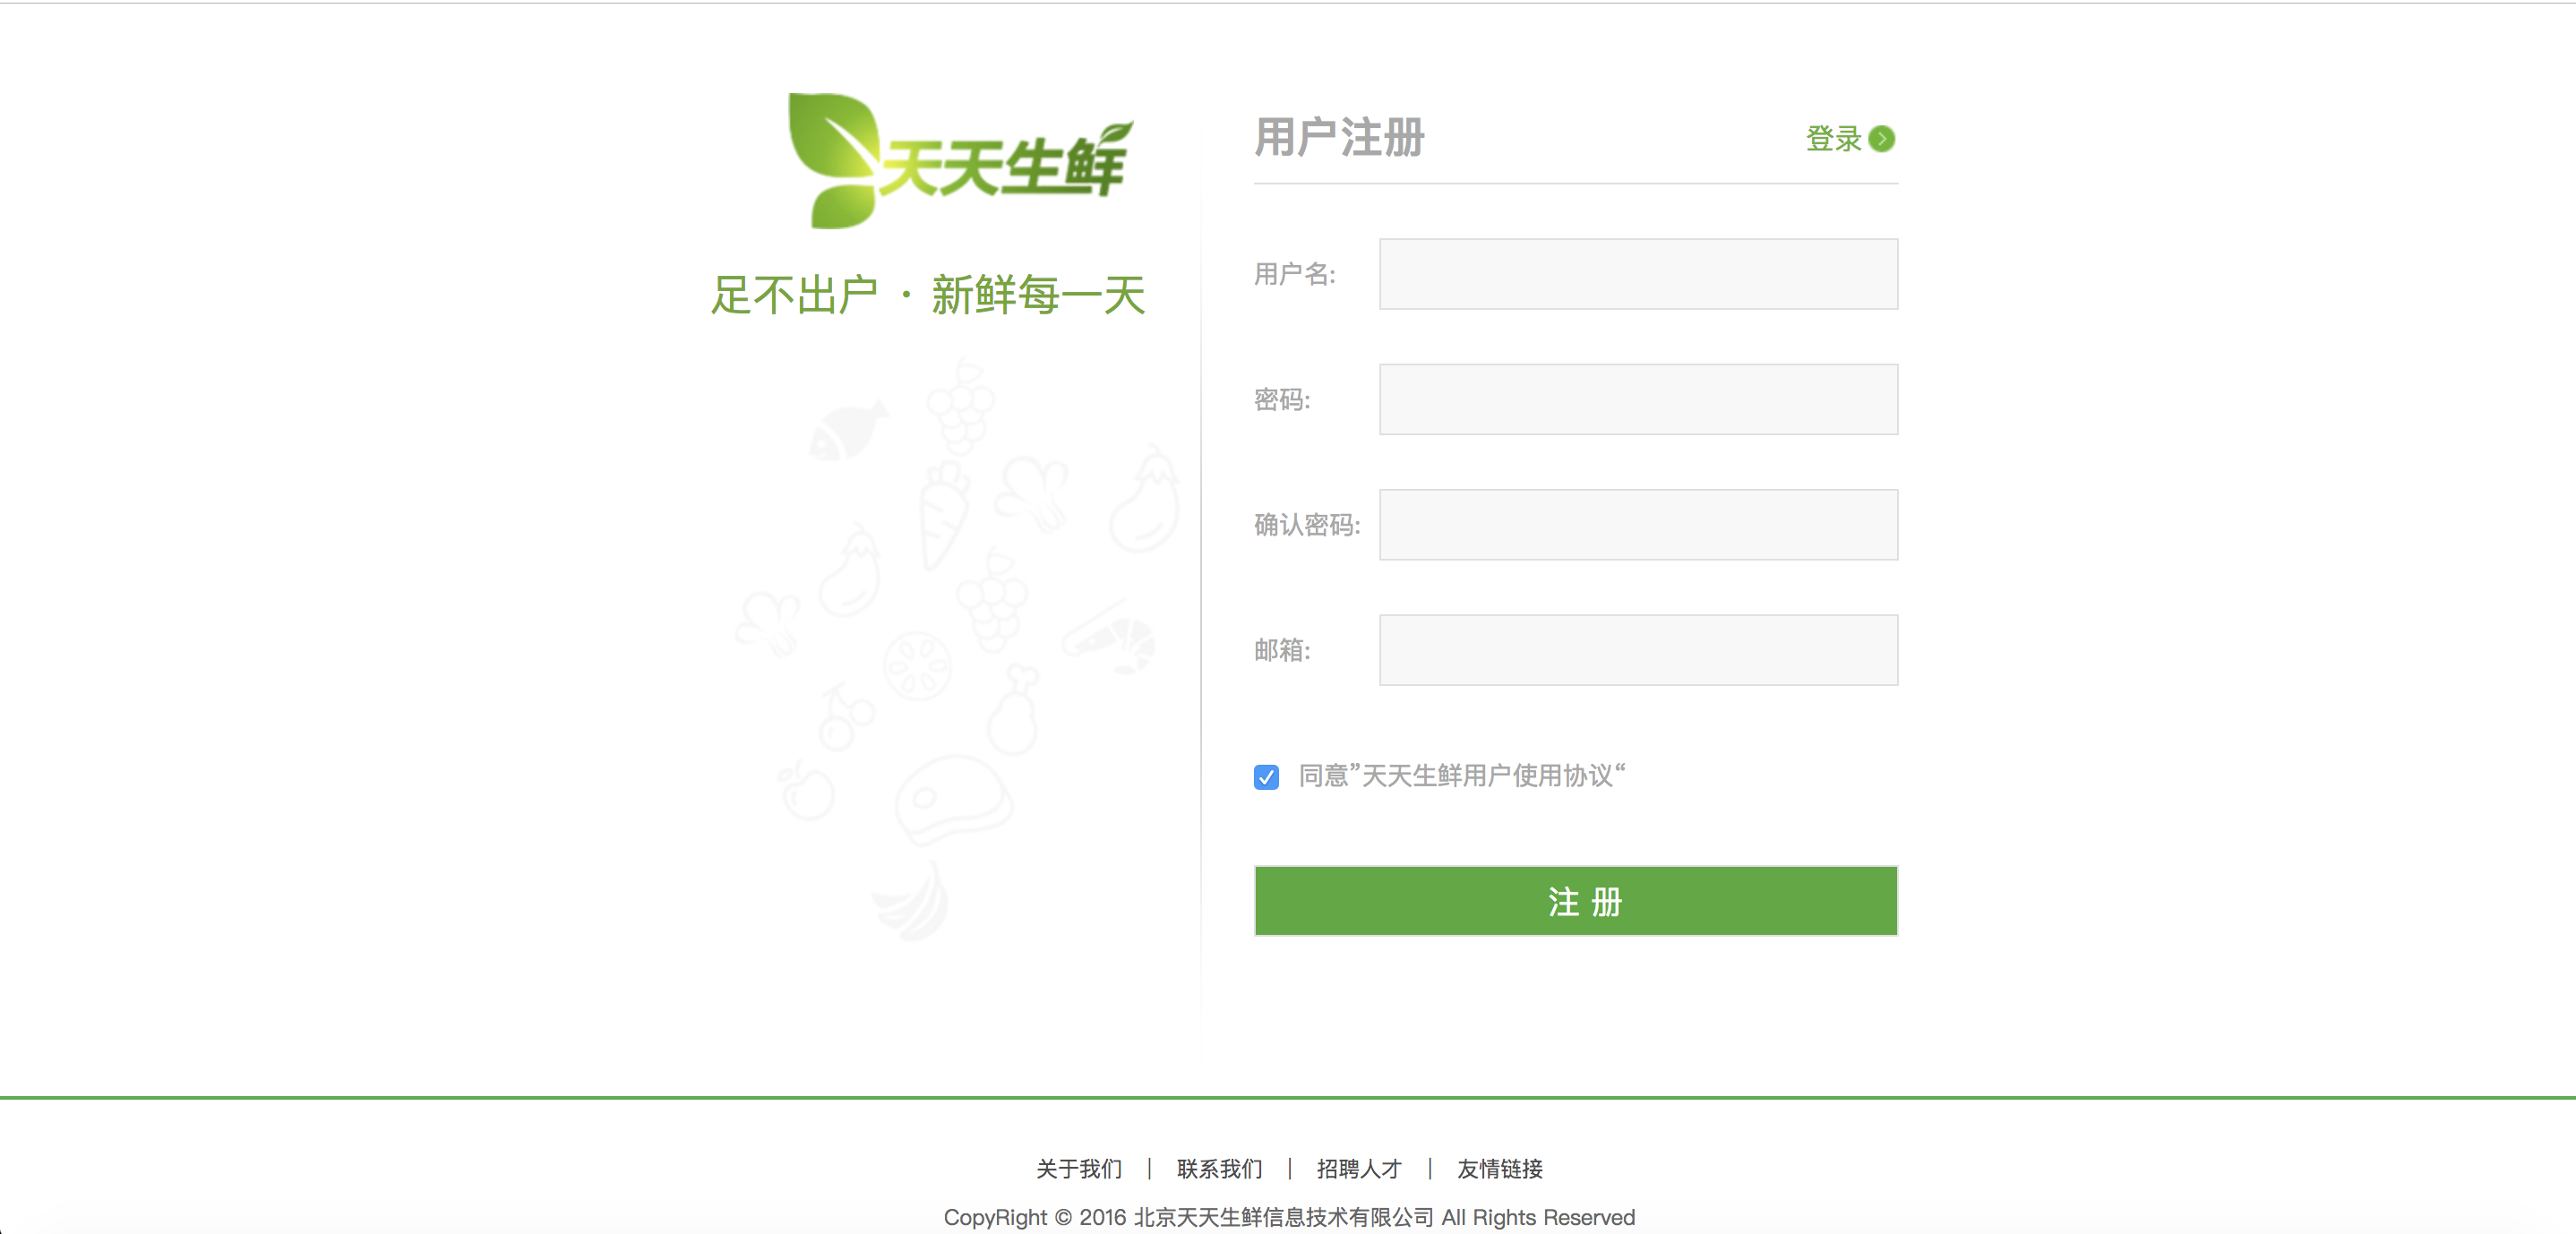 天天生鲜
足不出户 · 新鲜每一天
用户注册
登录
用户名:
密码:
确认密码:
邮箱:
同意”天天生鲜用户使用协议“
注 册
关于我们 | 联系我们 | 招聘人才 | 友情链接
CopyRight © 2016 北京天天生鲜信息技术有限公司 All Rights Reserved